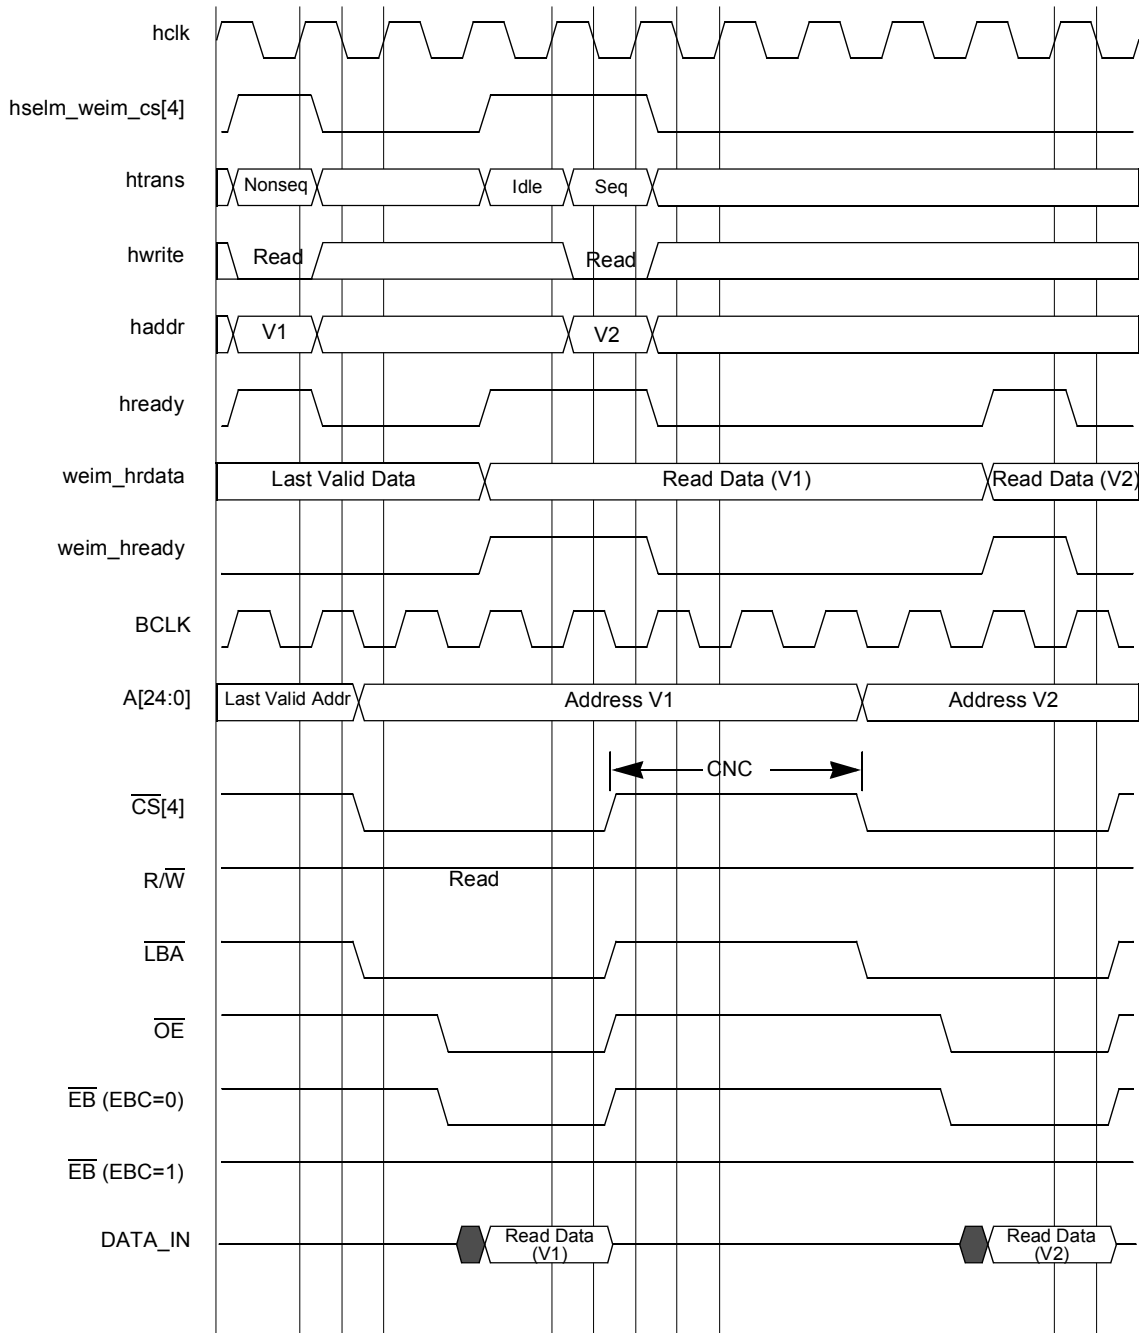 hclk
hselm_weim_cs[4]
htrans Nonseq Idle Seq
hwrite Read Read
haddr V1 V2
hready
weim_hrdata Last Valid Data Read Data (V1) Read Data (V2)
weim_hready
BCLK
A[24:0] Last Valid Addr Address V1 Address V2
CNC
CS[4]
R/W Read
LBA
OE
EB (EBC=0)
EB (EBC=1)
DATA_IN Read Data (V1) Read Data (V2)